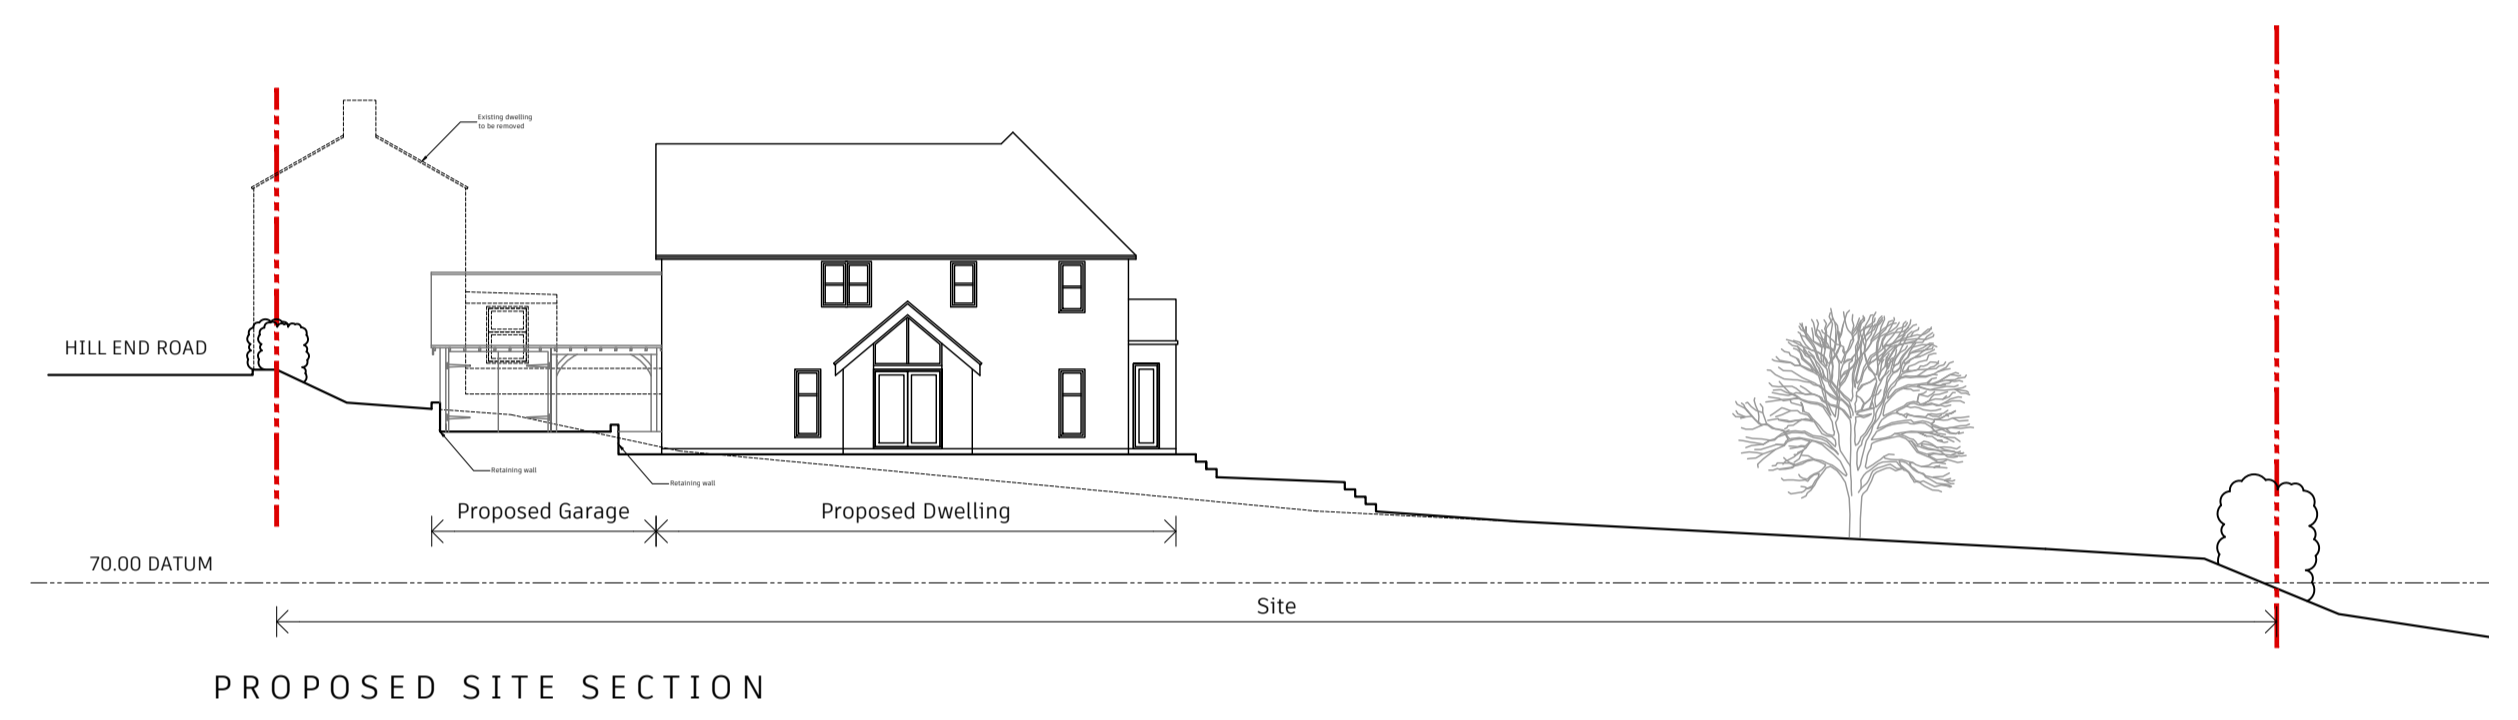 Existing dwelling
to be removed
HILL END ROAD
Retaining wall
Retaining wall
Proposed Garage
Proposed Dwelling
70.00 DATUM
Site
PROPOSED SITE SECTION